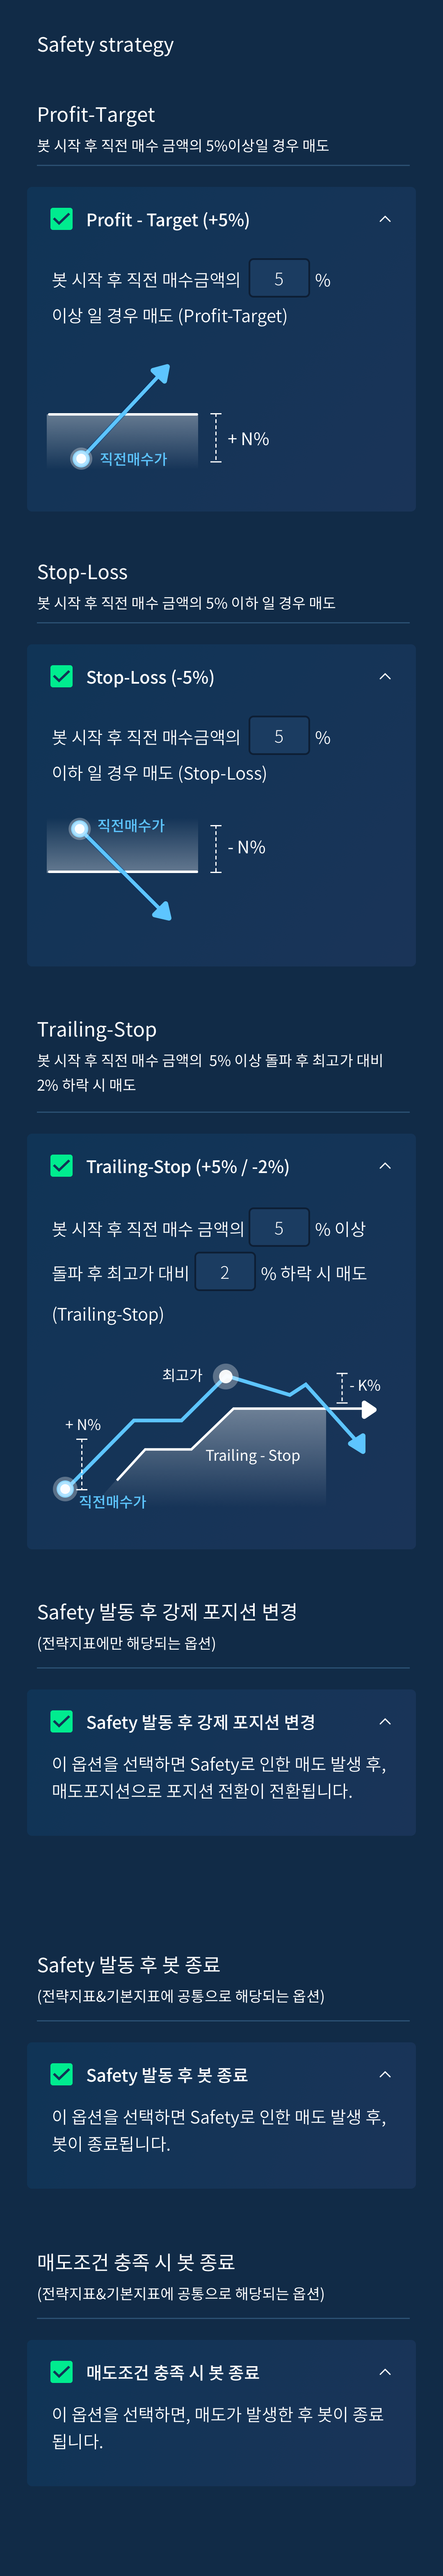 Safety strategy
Profit-Target
봇 시작 후 직전 매수 금액의 5%이상일 경우 매도
Profit - Target (+5%)
봇 시작 후 직전 매수금액의 5 %
이상 일 경우 매도 (Profit-Target)
+ N%
직전매수가
Stop-Loss
봇 시작 후 직전 매수 금액의 5% 이하 일 경우 매도
Stop-Loss (-5%)
봇 시작 후 직전 매수금액의 5 %
이하 일 경우 매도 (Stop-Loss)
직전매수가
- N%
Trailing-Stop
봇 시작 후 직전 매수 금액의 5% 이상 돌파 후 최고가 대비
2% 하락 시 매도
Trailing-Stop (+5% / -2%)
봇 시작 후 직전 매수 금액의 5 % 이상
돌파 후 최고가 대비 2 % 하락 시 매도
(Trailing-Stop)
최고가
- K%
+ N%
Trailing - Stop
직전매수가
Safety 발동 후 강제 포지션 변경
(전략지표에만 해당되는 옵션)
Safety 발동 후 강제 포지션 변경
이 옵션을 선택하면 Safety로 인한 매도 발생 후,
매도포지션으로 포지션 전환이 전환됩니다.
Safety 발동 후 봇 종료
(전략지표&기본지표에 공통으로 해당되는 옵션)
Safety 발동 후 봇 종료
이 옵션을 선택하면 Safety로 인한 매도 발생 후,
봇이 종료됩니다.
매도조건 충족 시 봇 종료
(전략지표&기본지표에 공통으로 해당되는 옵션)
매도조건 충족 시 봇 종료
이 옵션을 선택하면, 매도가 발생한 후 봇이 종료
됩니다.